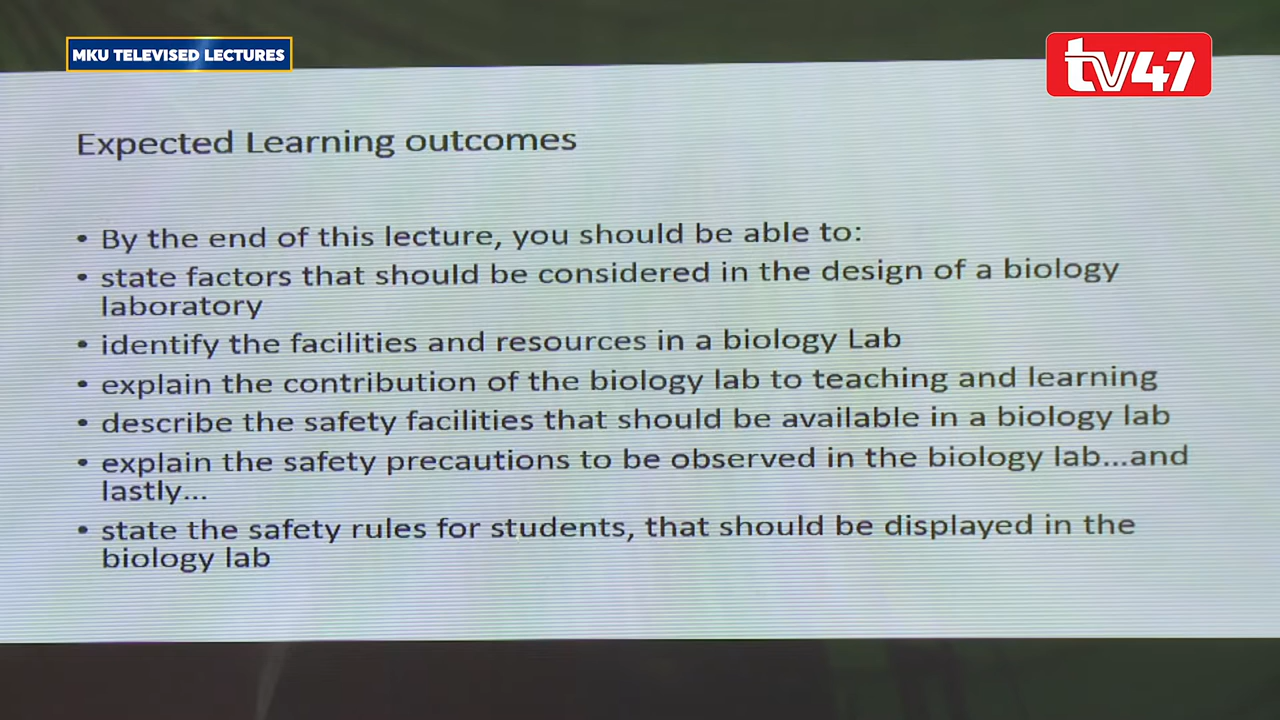 MKU TELEVISED LECTURES
tv47
Expected Learning outcomes
• By the end of this lecture, you should be able to:
• state factors that should be considered in the design of a biology
laboratory
• identify the facilities and resources in a biology Lab
• explain the contribution of the biology lab to teaching and learning
• describe the safety facilities that should be available in a biology lab
• explain the safety precautions to be observed in the biology lab...and
lastly...
• state the safety rules for students, that should be displayed in the
biology lab